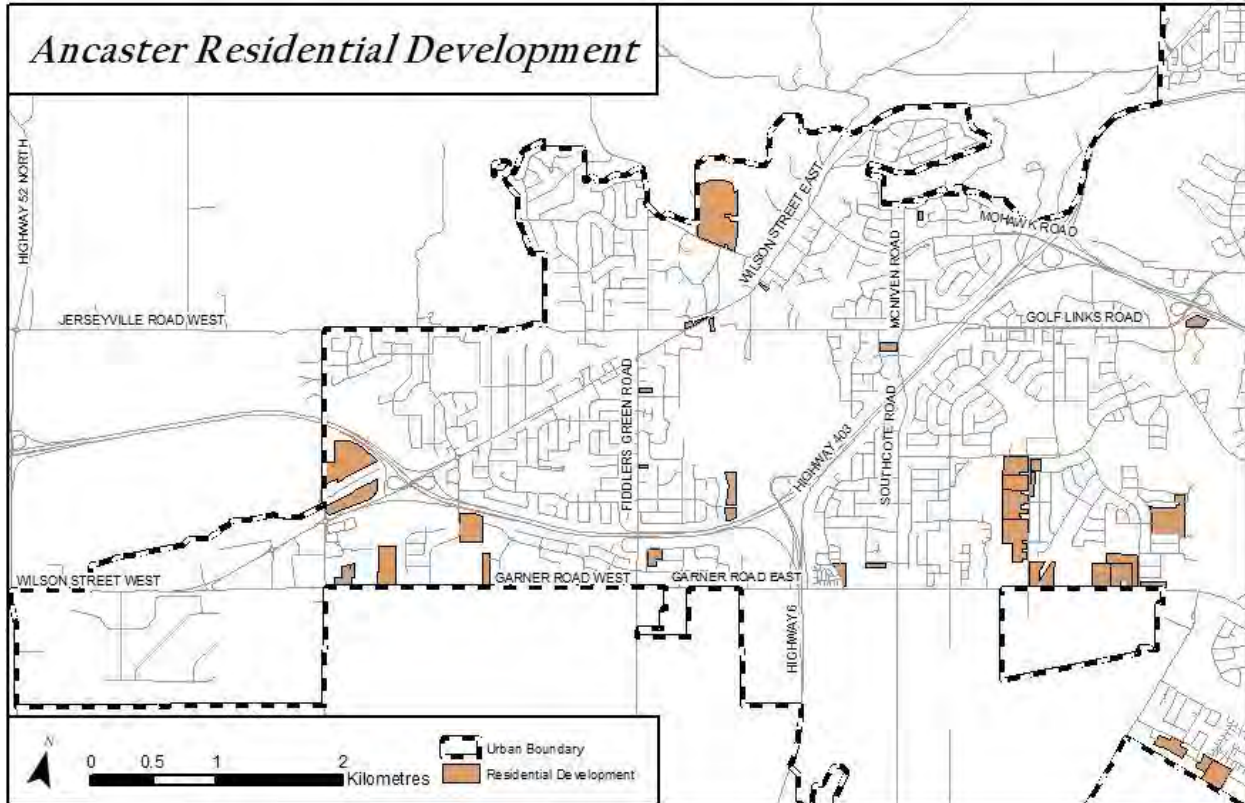 Ancaster Residential Development
HIGHWAY 52 NORTH
WILSON STREET EAST
MOHAWK ROAD
MCNIVEN ROAD
JERSEYVILLE ROAD WEST
GOLF LINKS ROAD
FIDDLERS GREEN ROAD
HIGHWAY 403
SOUTHCOTE ROAD
WILSON STREET WEST
GARNER ROAD WEST
GARNER ROAD EAST
HIGHWAY 6
N
0 0.5 1 2
Kilometres
Urban Boundary
Residential Development